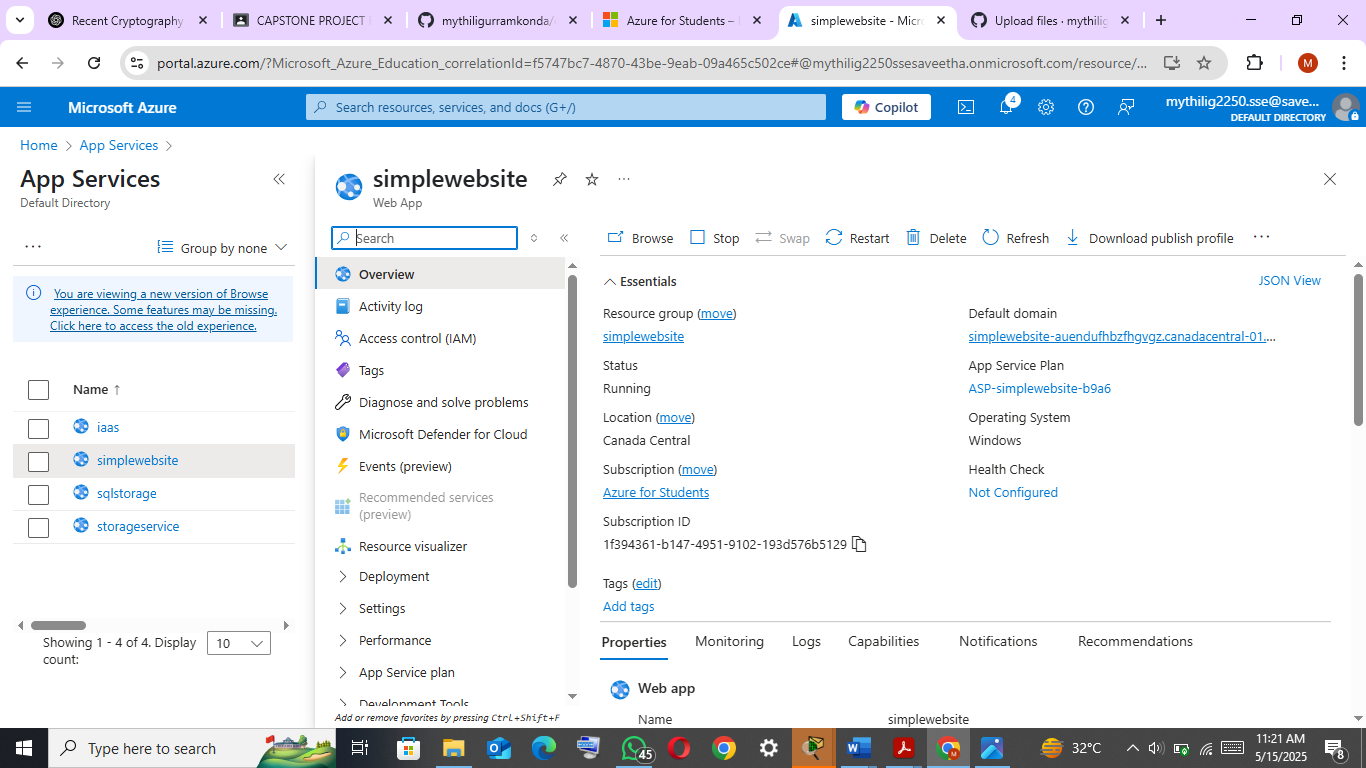 Recent Cryptography
CAPSTONE PROJECT
mythiligurramkonda/
Azure for Students –
simplewebsite - Micr
Upload files · mythilig
portal.azure.com/?Microsoft_Azure_Education_correlationId=f5747bc7-4870-43be-9eab-09a465c502ce#@mythilig2250ssesaveetha.onmicrosoft.com/resource/...
M
Microsoft Azure
Search resources, services, and docs (G+/)
Copilot
4
mythilig2250.sse@save...
DEFAULT DIRECTORY
Home > App Services >
App Services
Default Directory
Group by none
You are viewing a new version of Browse
experience. Some features may be missing.
Click here to access the old experience.
Name ↑
iaas
simplewebsite
sqlstorage
storageservice
Showing 1 - 4 of 4. Display
count:
10
simplewebsite
Web App
Search
Overview
Activity log
Access control (IAM)
Tags
Diagnose and solve problems
Microsoft Defender for Cloud
Events (preview)
Recommended services
(preview)
Resource visualizer
Deployment
Settings
Performance
App Service plan
Development Tools
Add or remove favorites by pressing Ctrl+Shift+F
Browse
Stop
Swap
Restart
Delete
Refresh
Download publish profile
Essentials
JSON View
Resource group (move)
simplewebsite
Status
Running
Location (move)
Canada Central
Subscription (move)
Azure for Students
Subscription ID
1f394361-b147-4951-9102-193d576b5129
Default domain
simplewebsite-auendufhbzfhgvgz.canadacentral-01....
App Service Plan
ASP-simplewebsite-b9a6
Operating System
Windows
Health Check
Not Configured
Tags (edit)
Add tags
Properties
Monitoring
Logs
Capabilities
Notifications
Recommendations
Web app
Name
simplewebsite
Type here to search
45
32°C
11:21 AM
5/15/2025
8